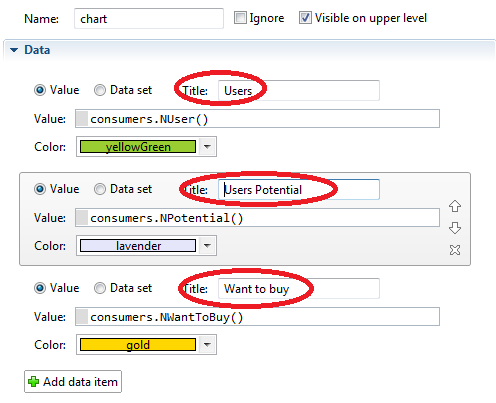 Name: chart Ignore Visible on upper level
Data
Value Data set Title: Users
Value: consumers.NUser()
Color: yellowGreen
Value Data set Title: Users Potential
Value: consumers.NPotential()
Color: lavender
Value Data set Title: Want to buy
Value: consumers.NWantToBuy()
Color: gold
Add data item